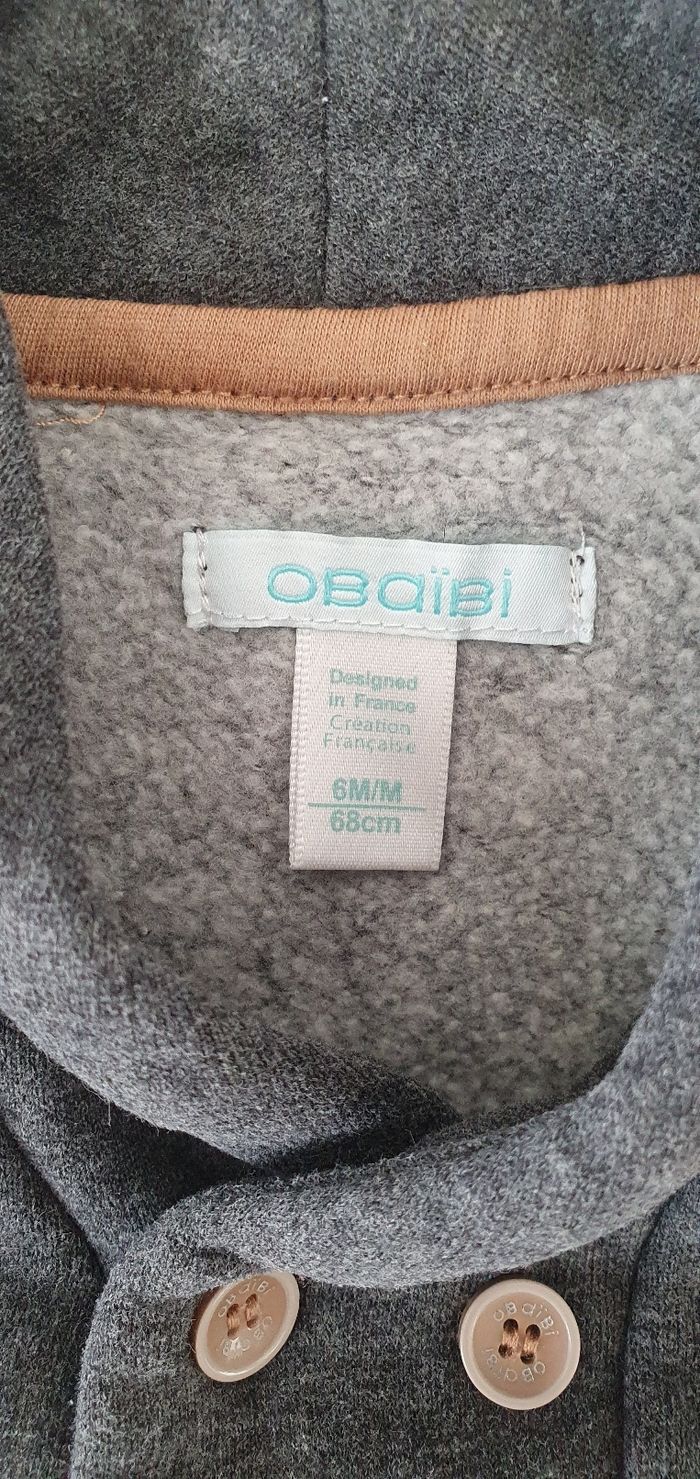 OBaïBi
Designed
in France
Création
Française
6M/M
68cm
OBaïBi
OBaïBi
OBaïBi